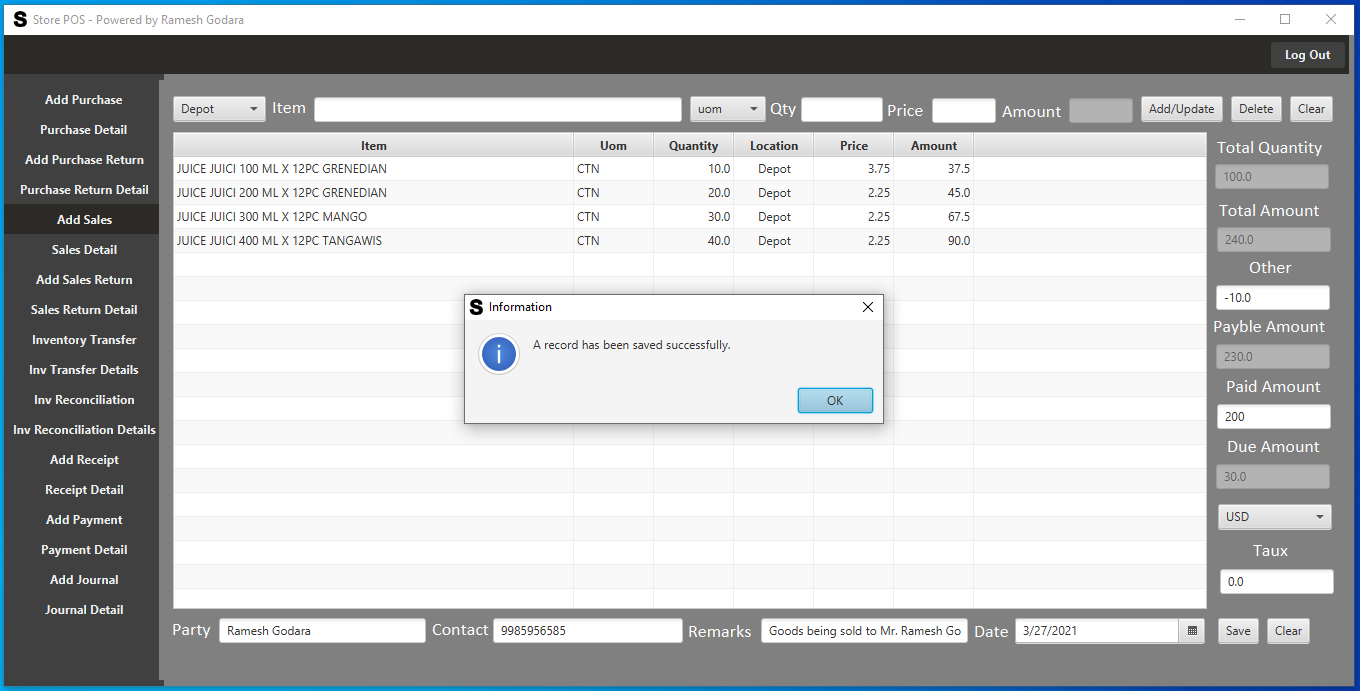 S Store POS - Powered by Ramesh Godara
Log Out
Add Purchase
Purchase Detail
Add Purchase Return
Purchase Return Detail
Add Sales
Sales Detail
Add Sales Return
Sales Return Detail
Inventory Transfer
Inv Transfer Details
Inv Reconciliation
Inv Reconciliation Details
Add Receipt
Receipt Detail
Add Payment
Payment Detail
Add Journal
Journal Detail
Depot Item uom Qty Price Amount Add/Update Delete Clear
Item Uom Quantity Location Price Amount
JUICE JUICI 100 ML X 12PC GRENEDIAN CTN 10.0 Depot 3.75 37.5
JUICE JUICI 200 ML X 12PC GRENEDIAN CTN 20.0 Depot 2.25 45.0
JUICE JUICI 300 ML X 12PC MANGO CTN 30.0 Depot 2.25 67.5
JUICE JUICI 400 ML X 12PC TANGAWIS CTN 40.0 Depot 2.25 90.0
S Information
i
A record has been saved successfully.
OK
Total Quantity
100.0
Total Amount
240.0
Other
-10.0
Payble Amount
230.0
Paid Amount
200
Due Amount
30.0
USD
Taux
0.0
Party Ramesh Godara Contact 9985956585 Remarks Goods being sold to Mr. Ramesh Go Date 3/27/2021 Save Clear